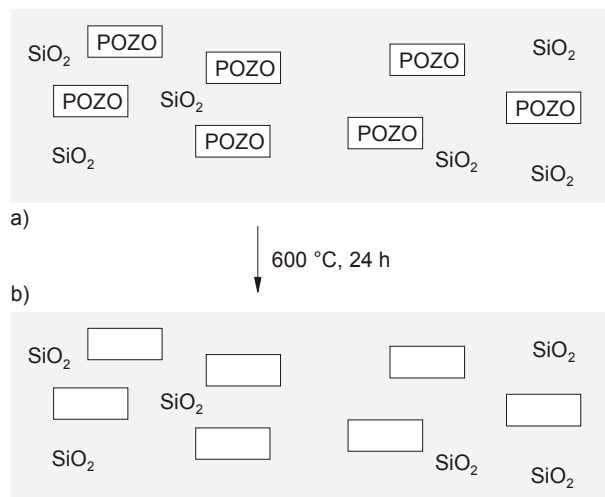 SiO₂ POZO POZO POZO SiO₂
POZO SiO₂ POZO
POZO POZO SiO₂
SiO₂ SiO₂
a)
600 °C, 24 h
b)
SiO₂ SiO₂
SiO₂
SiO₂ SiO₂ SiO₂